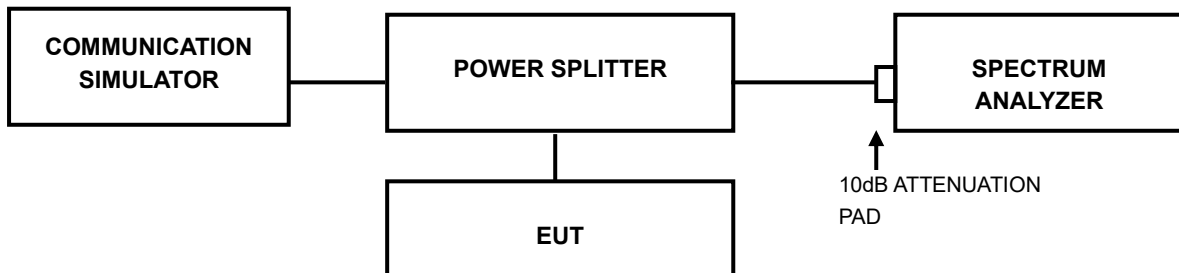 COMMUNICATION
SIMULATOR
POWER SPLITTER
SPECTRUM
ANALYZER
10dB ATTENUATION
PAD
EUT